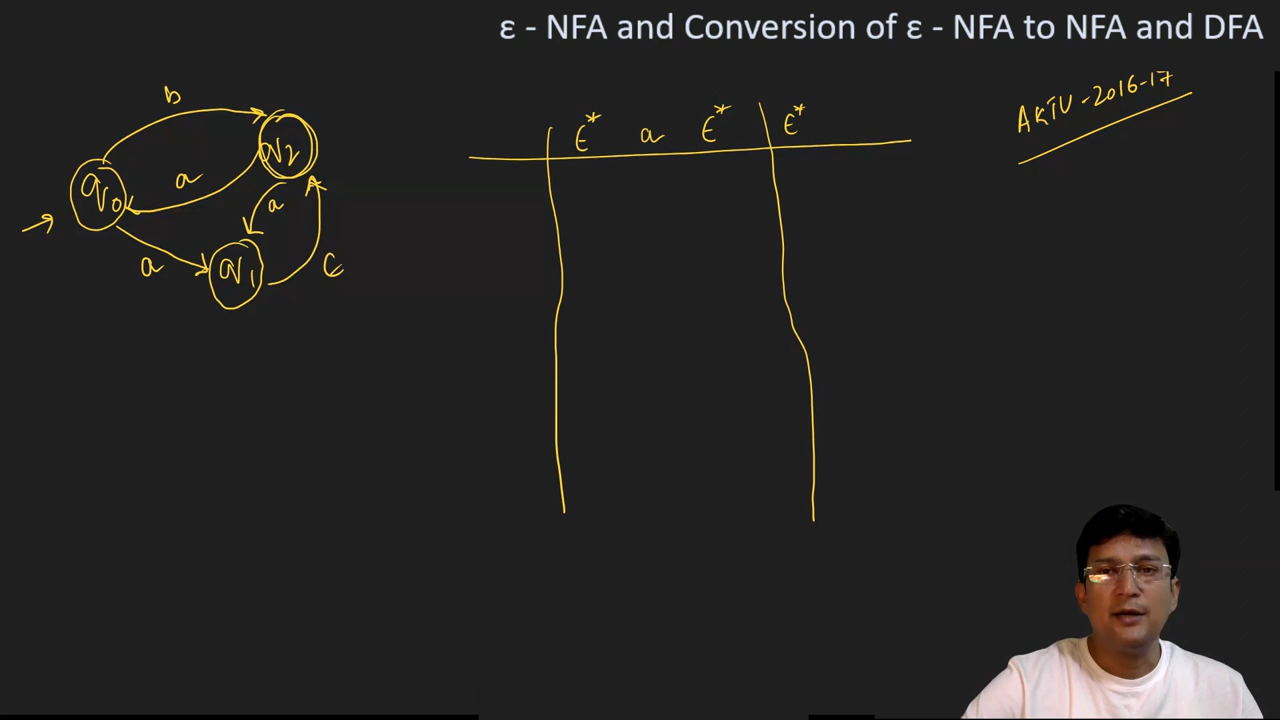 ε - NFA and Conversion of ε - NFA to NFA and DFA
AKTU-2016-17
b
q2
a
q0
a
a
q1
ϵ
ϵ* a ϵ* ϵ*